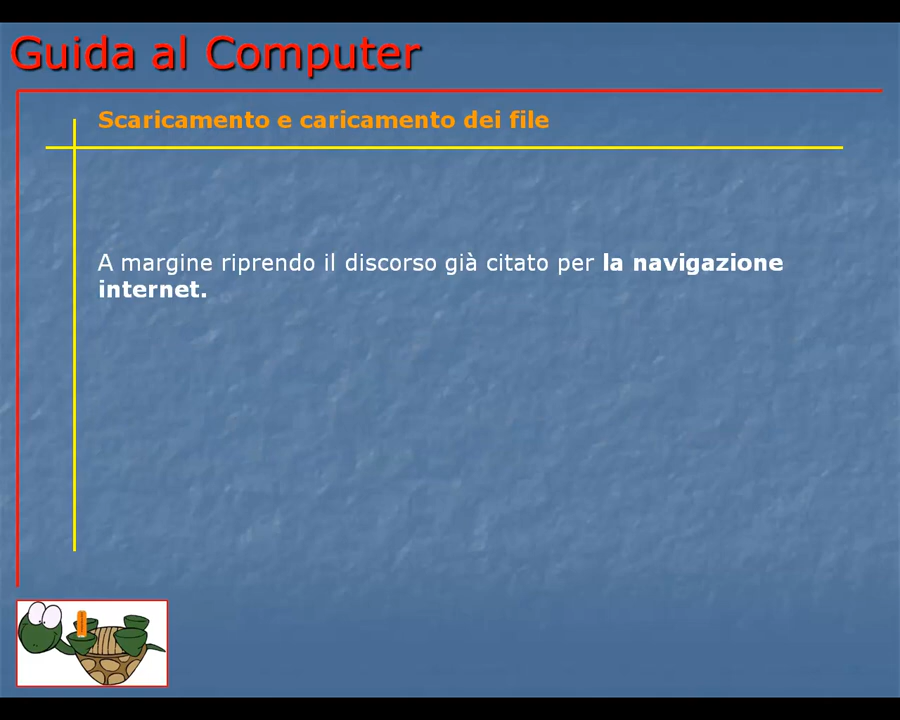 Guida al Computer
Scaricamento e caricamento dei file
A margine riprendo il discorso già citato per la navigazione
internet.